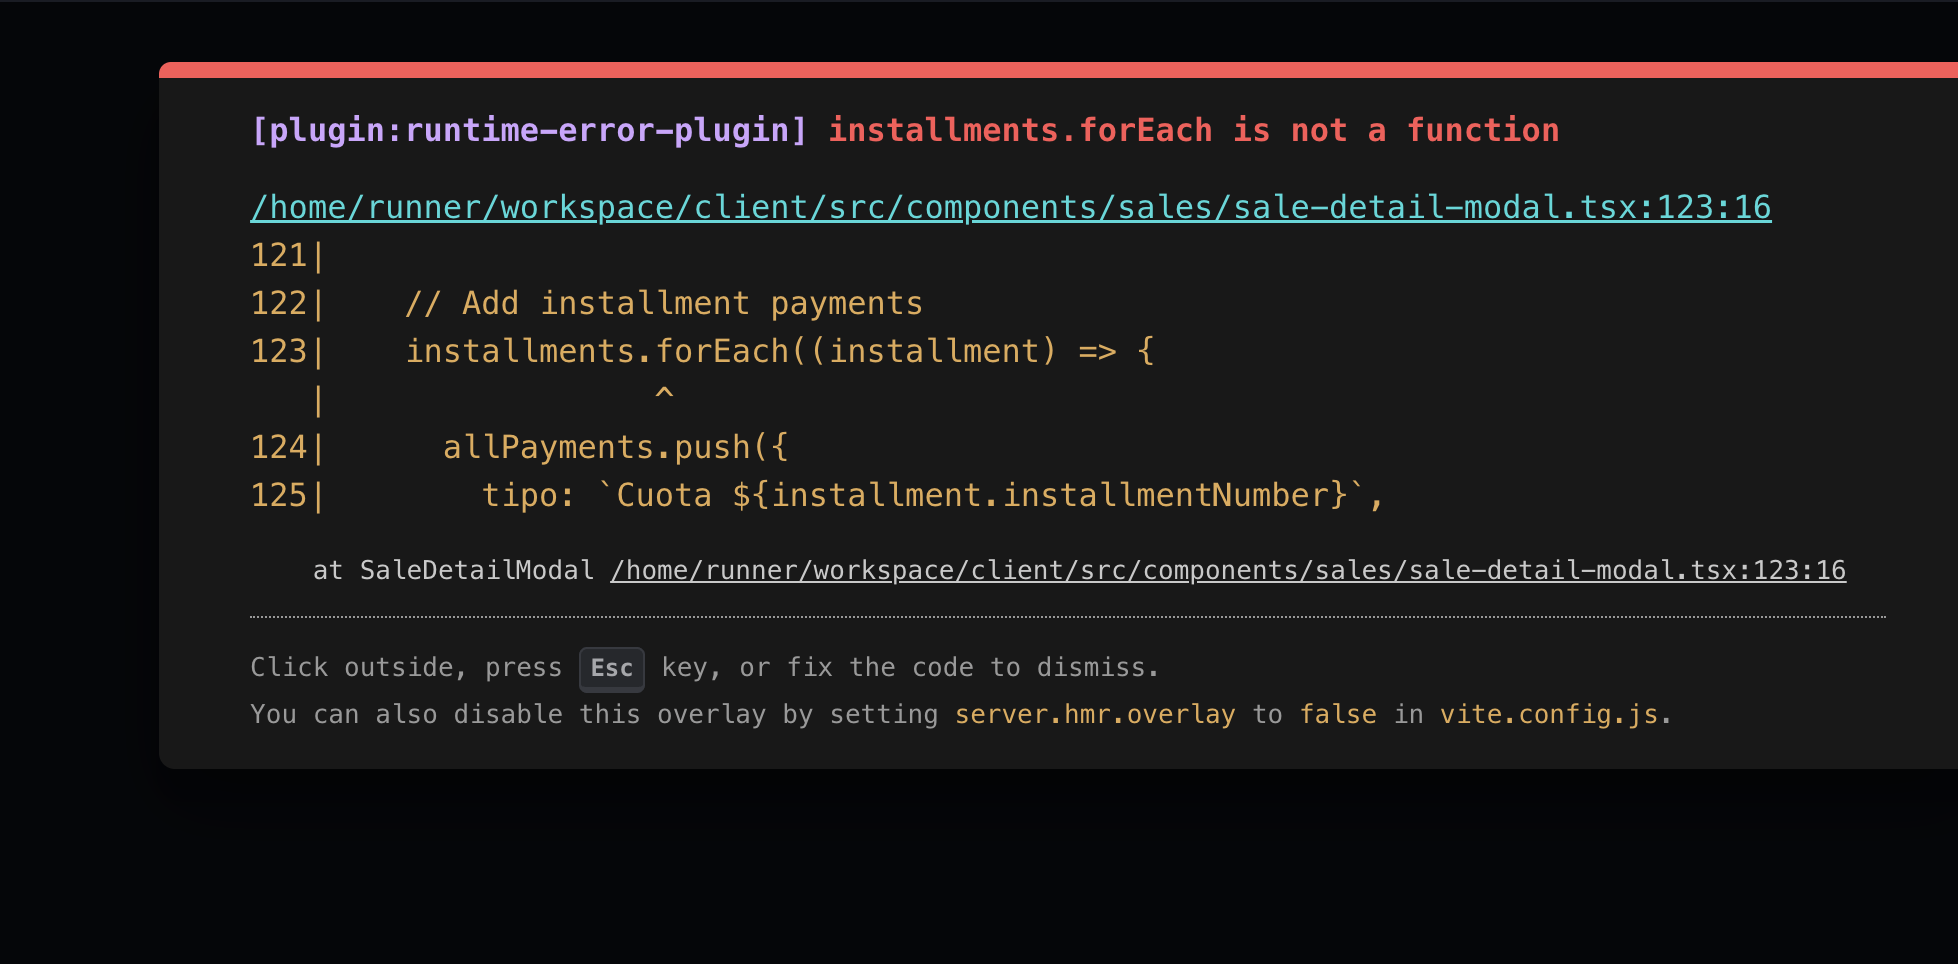 [plugin:runtime-error-plugin] installments.forEach is not a function
/home/runner/workspace/client/src/components/sales/sale-detail-modal.tsx:123:16
121|
122|    // Add installment payments
123|    installments.forEach((installment) => {
   |                 ^
124|      allPayments.push({
125|        tipo: `Cuota ${installment.installmentNumber}`,
at SaleDetailModal /home/runner/workspace/client/src/components/sales/sale-detail-modal.tsx:123:16
Click outside, press Esc key, or fix the code to dismiss.
You can also disable this overlay by setting server.hmr.overlay to false in vite.config.js.